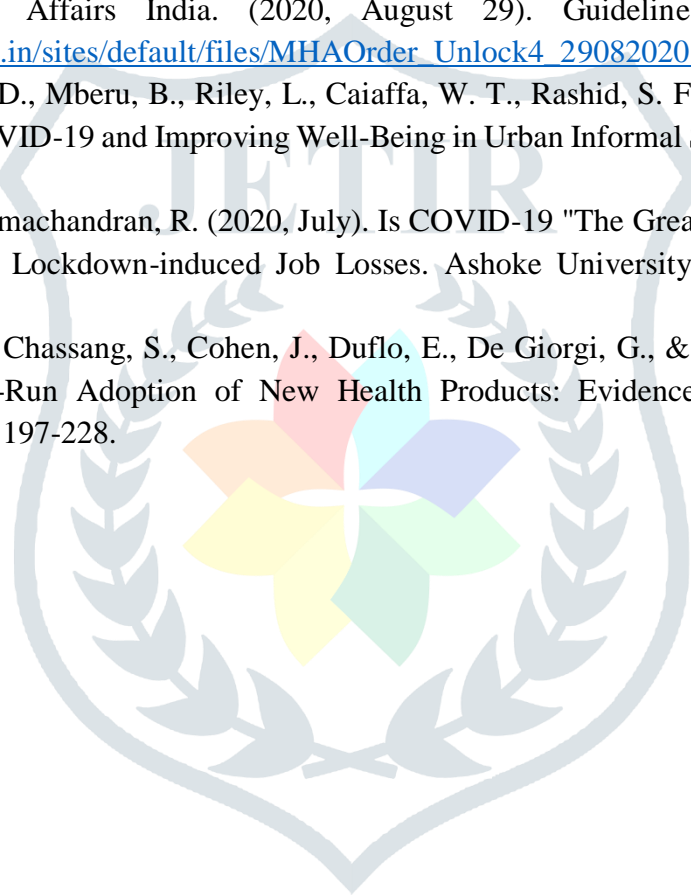 Affairs India. (2020, August 29). Guideline
.in/sites/default/files/MHAOrder_Unlock4_29082020
D., Mberu, B., Riley, L., Caiaffa, W. T., Rashid, S. F
VID-19 and Improving Well-Being in Urban Informal
JETIR
machandran, R. (2020, July). Is COVID-19 "The Grea
Lockdown-induced Job Losses. Ashoke University
Chassang, S., Cohen, J., Duflo, E., De Giorgi, G., &
-Run Adoption of New Health Products: Evidence
197-228.